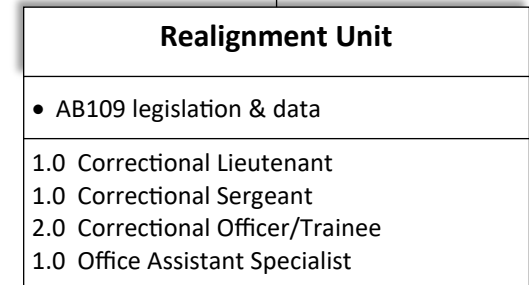 Realignment Unit
• AB109 legislation & data
1.0 Correctional Lieutenant
1.0 Correctional Sergeant
2.0 Correctional Officer/Trainee
1.0 Office Assistant Specialist